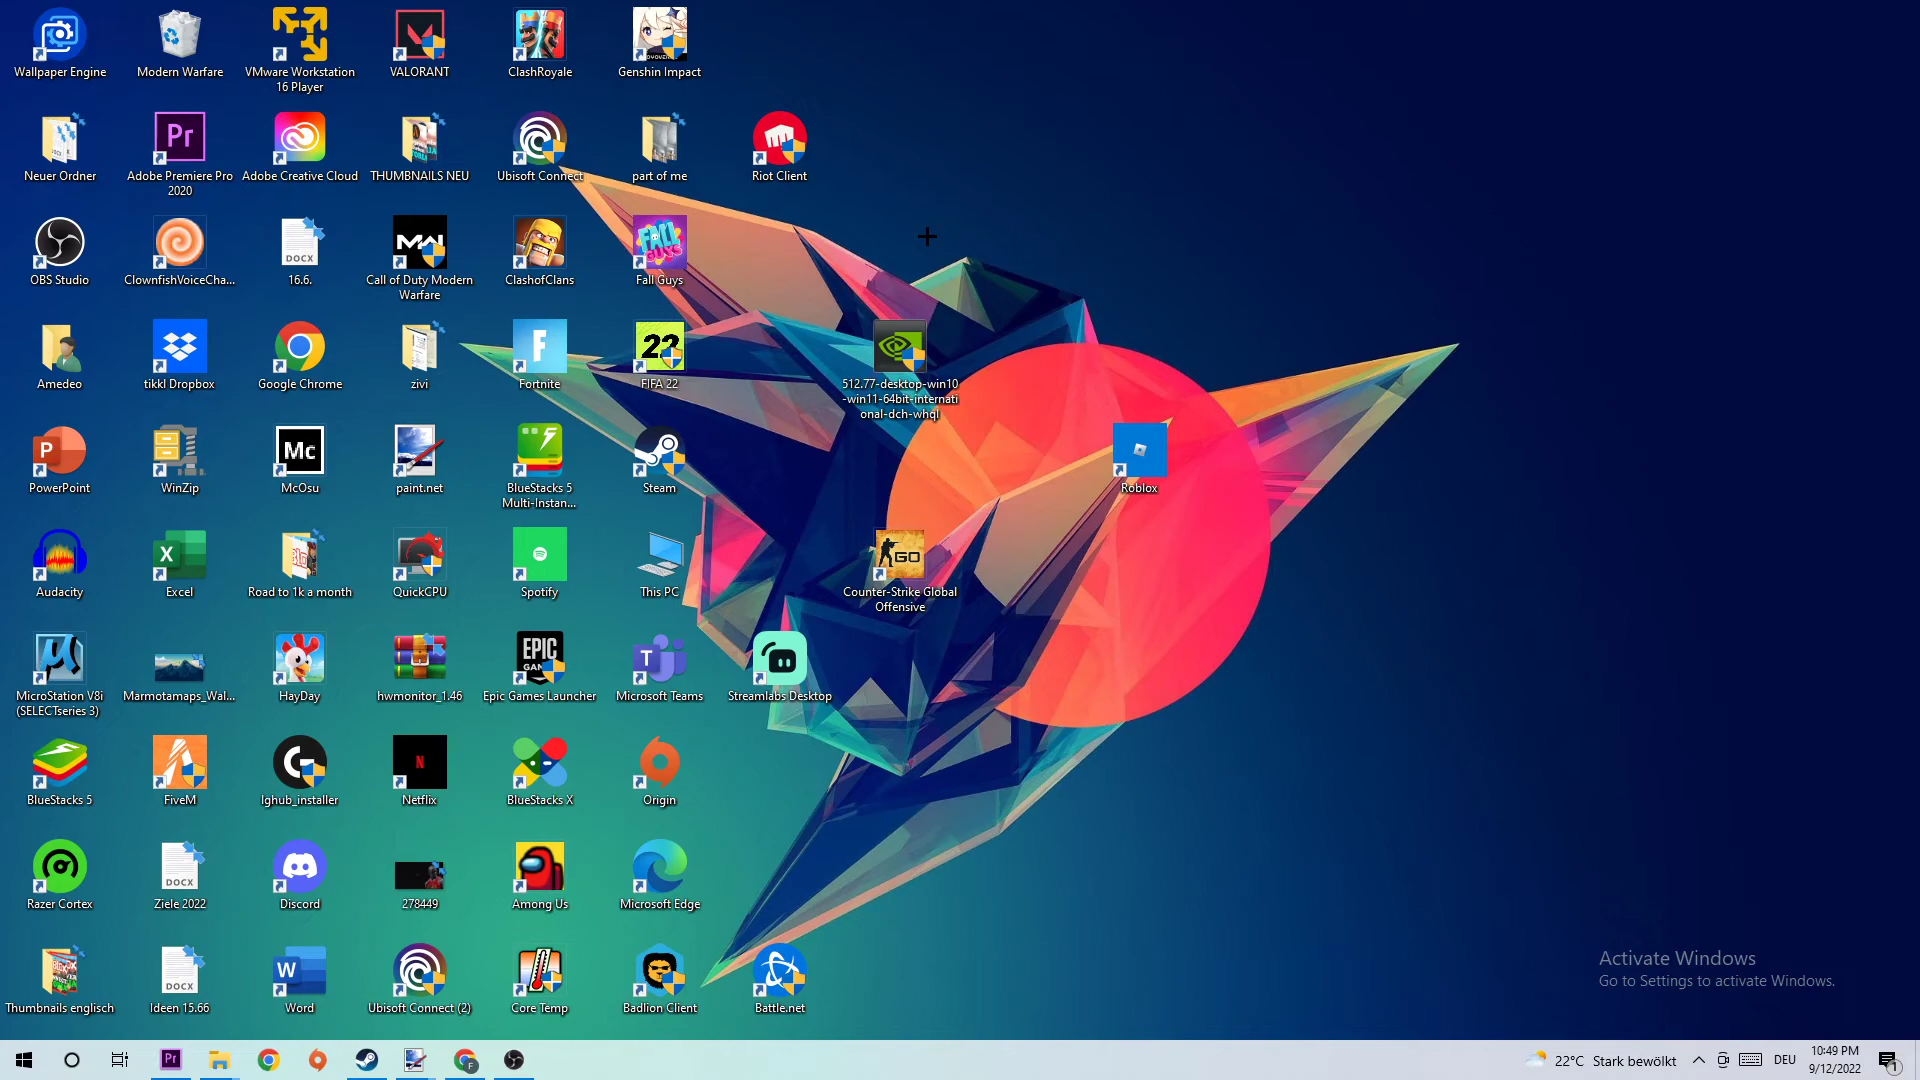 Wallpaper Engine
Modern Warfare
VMware Workstation
16 Player
VALORANT
ClashRoyale
Genshin Impact
Neuer Ordner
Adobe Premiere Pro
2020
Adobe Creative Cloud
THUMBNAILS NEU
Ubisoft Connect
part of me
Riot Client
OBS Studio
ClownfishVoiceCha...
16.6.
Call of Duty Modern
Warfare
ClashofClans
Fall Guys
Amedeo
tikkl Dropbox
Google Chrome
zivi
Fortnite
FIFA 22
512.77-desktop-win10
-win11-64bit-internati
onal-dch-whql
PowerPoint
WinZip
McOsu
paint.net
BlueStacks 5
Multi-Instan...
Steam
Roblox
Audacity
Excel
Road to 1k a month
QuickCPU
Spotify
This PC
Counter-Strike Global
Offensive
MicroStation V8i
(SELECTseries 3)
Marmotamaps_Wal...
HayDay
hwmonitor_1.46
Epic Games Launcher
Microsoft Teams
Streamlabs Desktop
BlueStacks 5
FiveM
lghub_installer
Netflix
BlueStacks X
Origin
Razer Cortex
Ziele 2022
Discord
278449
Among Us
Microsoft Edge
Thumbnails englisch
Ideen 15.66
Word
Ubisoft Connect (2)
Core Temp
Badlion Client
Battle.net
Activate Windows
Go to Settings to activate Windows.
22°C Stark bewölkt
DEU
10:49 PM
9/12/2022
1